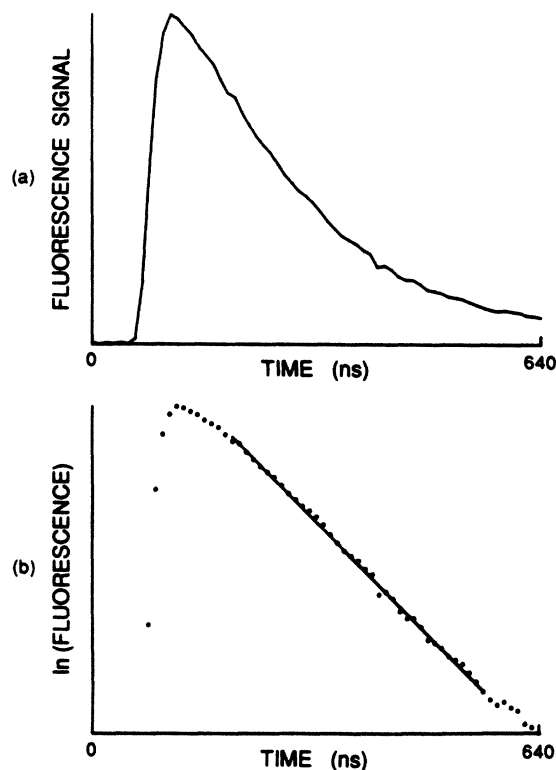 (a)
FLUORESCENCE SIGNAL
0
640
TIME (ns)
(b)
ln (FLUORESCENCE)
0
640
TIME (ns)